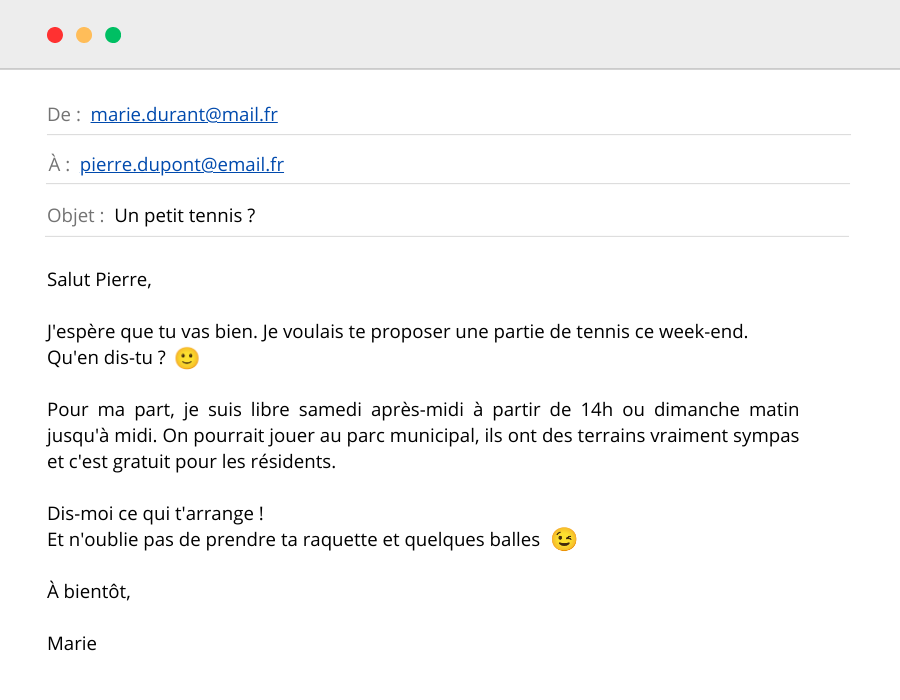 De : marie.durant@mail.fr
À : pierre.dupont@email.fr
Objet : Un petit tennis ?
Salut Pierre,
J'espère que tu vas bien. Je voulais te proposer une partie de tennis ce week-end.
Qu'en dis-tu ? 🙂
Pour ma part, je suis libre samedi après-midi à partir de 14h ou dimanche matin
jusqu'à midi. On pourrait jouer au parc municipal, ils ont des terrains vraiment sympas
et c'est gratuit pour les résidents.
Dis-moi ce qui t'arrange !
Et n'oublie pas de prendre ta raquette et quelques balles 😉
À bientôt,
Marie